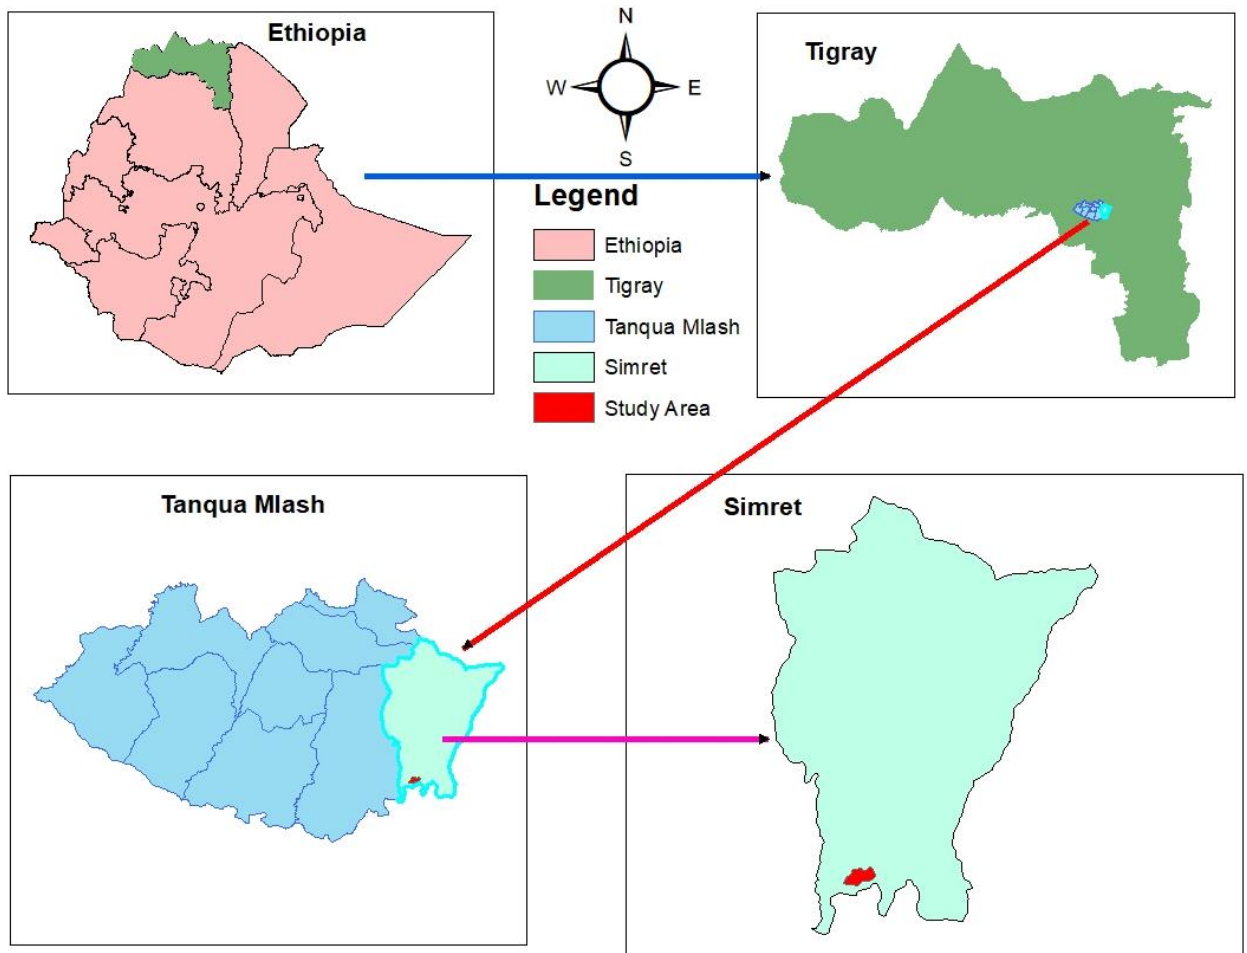 Ethiopia
N
W
E
S
Tigray
Legend
Ethiopia
Tigray
Tanqua Mlash
Simret
Study Area
Tanqua Mlash
Simret